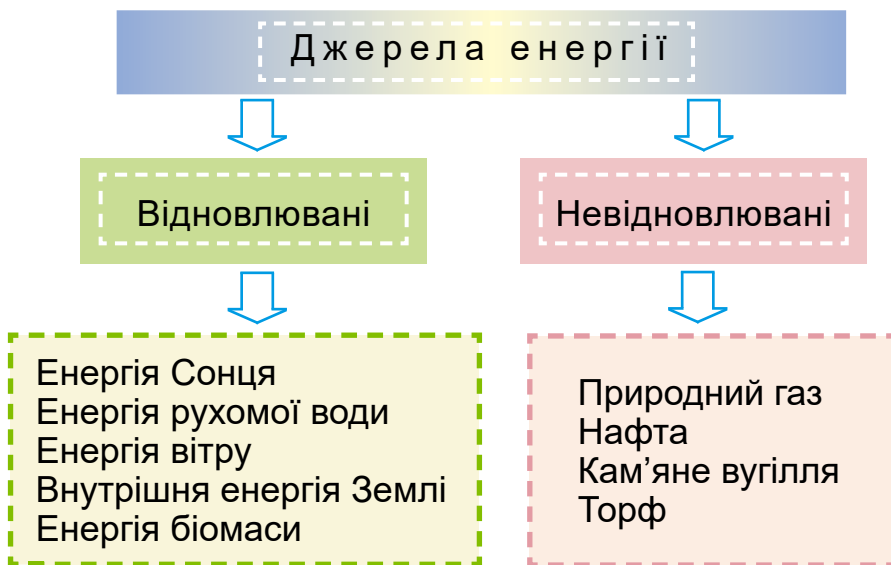 Джерела енергії
Відновлювані
Невідновлювані
Енергія Сонця
Енергія рухомої води
Енергія вітру
Внутрішня енергія Землі
Енергія біомаси
Природний газ
Нафта
Кам’яне вугілля
Торф